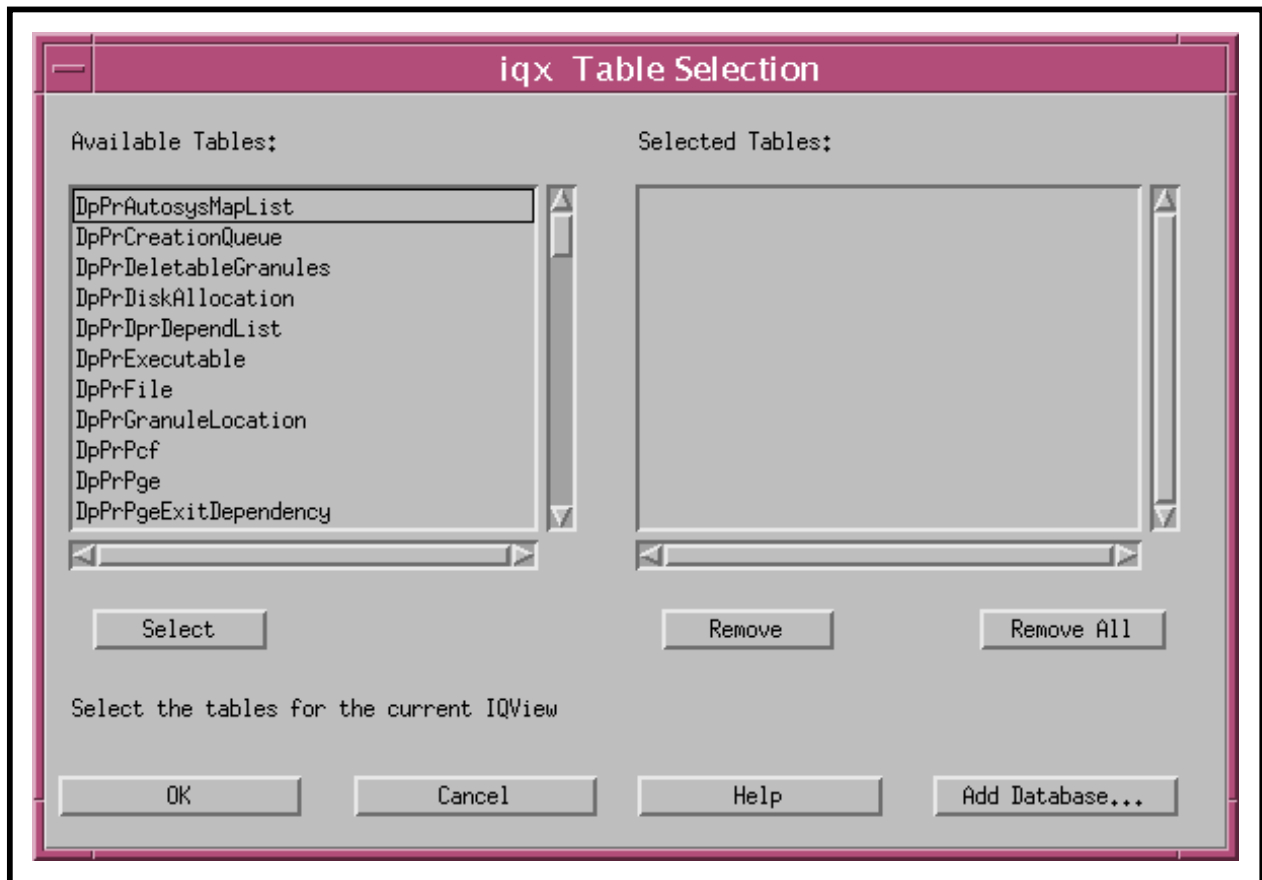 iqx Table Selection
Available Tables:
Selected Tables:
DpPrAutosysMapList
DpPrCreationQueue
DpPrDeletableGranules
DpPrDiskAllocation
DpPrDprDependList
DpPrExecutable
DpPrFile
DpPrGranuleLocation
DpPrPcf
DpPrPge
DpPrPgeExitDependency
Select
Remove
Remove All
Select the tables for the current IQView
OK
Cancel
Help
Add Database...